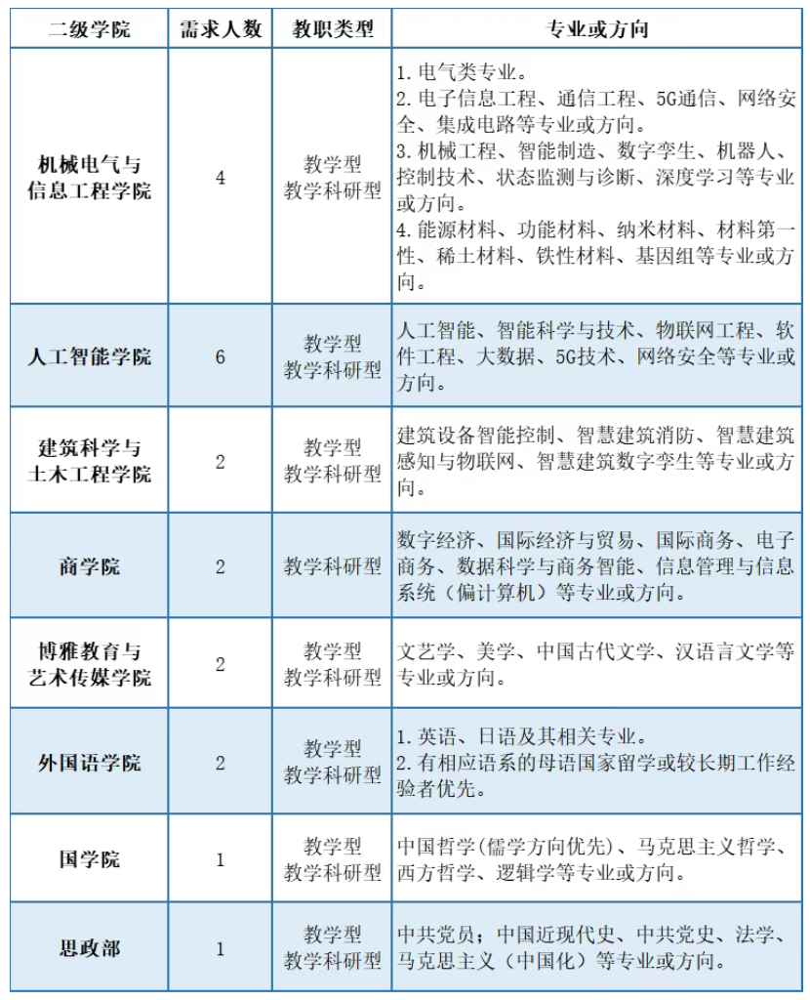 二级学院 需求人数 教职类型 专业或方向
机械电气与
信息工程学院
4
教学型
教学科研型
1.电气类专业。
2.电子信息工程、通信工程、5G通信、网络安
全、集成电路等专业或方向。
3.机械工程、智能制造、数字孪生、机器人、
控制技术、状态监测与诊断、深度学习等专业
或方向。
4.能源材料、功能材料、纳米材料、材料第一
性、稀土材料、铁性材料、基因组等专业或方
向。
人工智能学院
6
教学型
教学科研型
人工智能、智能科学与技术、物联网工程、软
件工程、大数据、5G技术、网络安全等专业或
方向。
建筑科学与
土木工程学院
2
教学型
教学科研型
建筑设备智能控制、智慧建筑消防、智慧建筑
感知与物联网、智慧建筑数字孪生等专业或方
向。
商学院
2
教学科研型
数字经济、国际经济与贸易、国际商务、电子
商务、数据科学与商务智能、信息管理与信息
系统（偏计算机）等专业或方向。
博雅教育与
艺术传媒学院
2
教学型
教学科研型
文艺学、美学、中国古代文学、汉语言文学等
专业或方向。
外国语学院
2
教学型
教学科研型
1.英语、日语及其相关专业。
2.有相应语系的母语国家留学或较长期工作经
验者优先。
国学院
1
教学型
教学科研型
中国哲学(儒学方向优先)、马克思主义哲学、
西方哲学、逻辑学等专业或方向。
思政部
1
教学型
教学科研型
中共党员；中国近现代史、中共党史、法学、
马克思主义（中国化）等专业或方向。